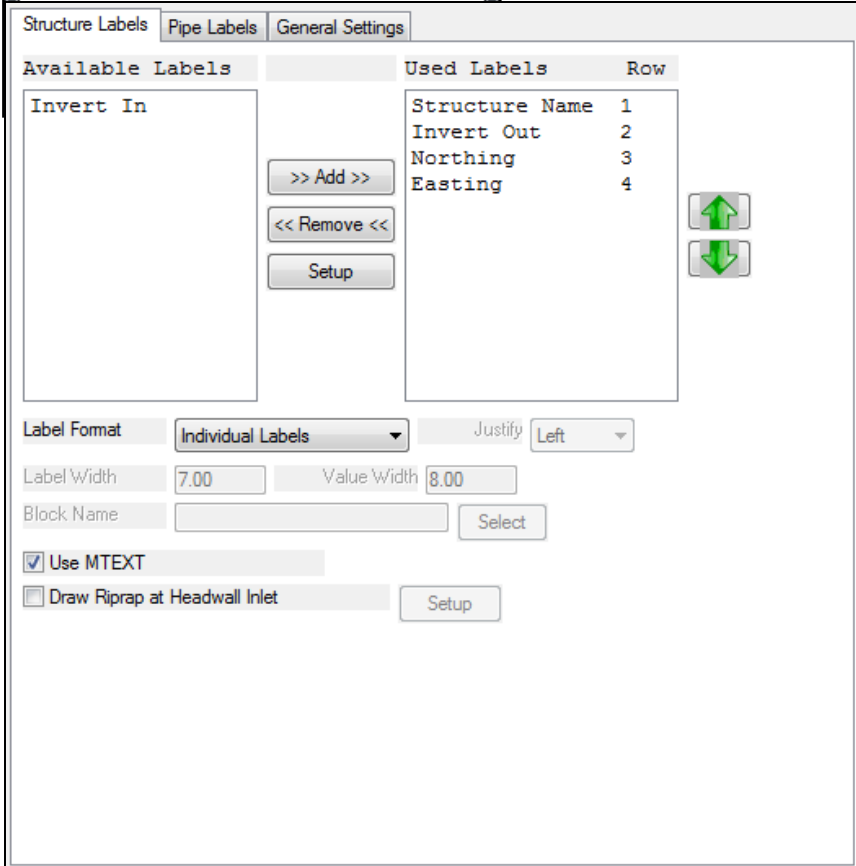 Structure Labels Pipe Labels General Settings
Available Labels Used Labels Row
Invert In
Structure Name 1
Invert Out 2
Northing 3
Easting 4
>> Add >>
<< Remove <<
Setup
Label Format Individual Labels Justify Left
Label Width 7.00 Value Width 8.00
Block Name Select
Use MTEXT
Draw Riprap at Headwall Inlet Setup